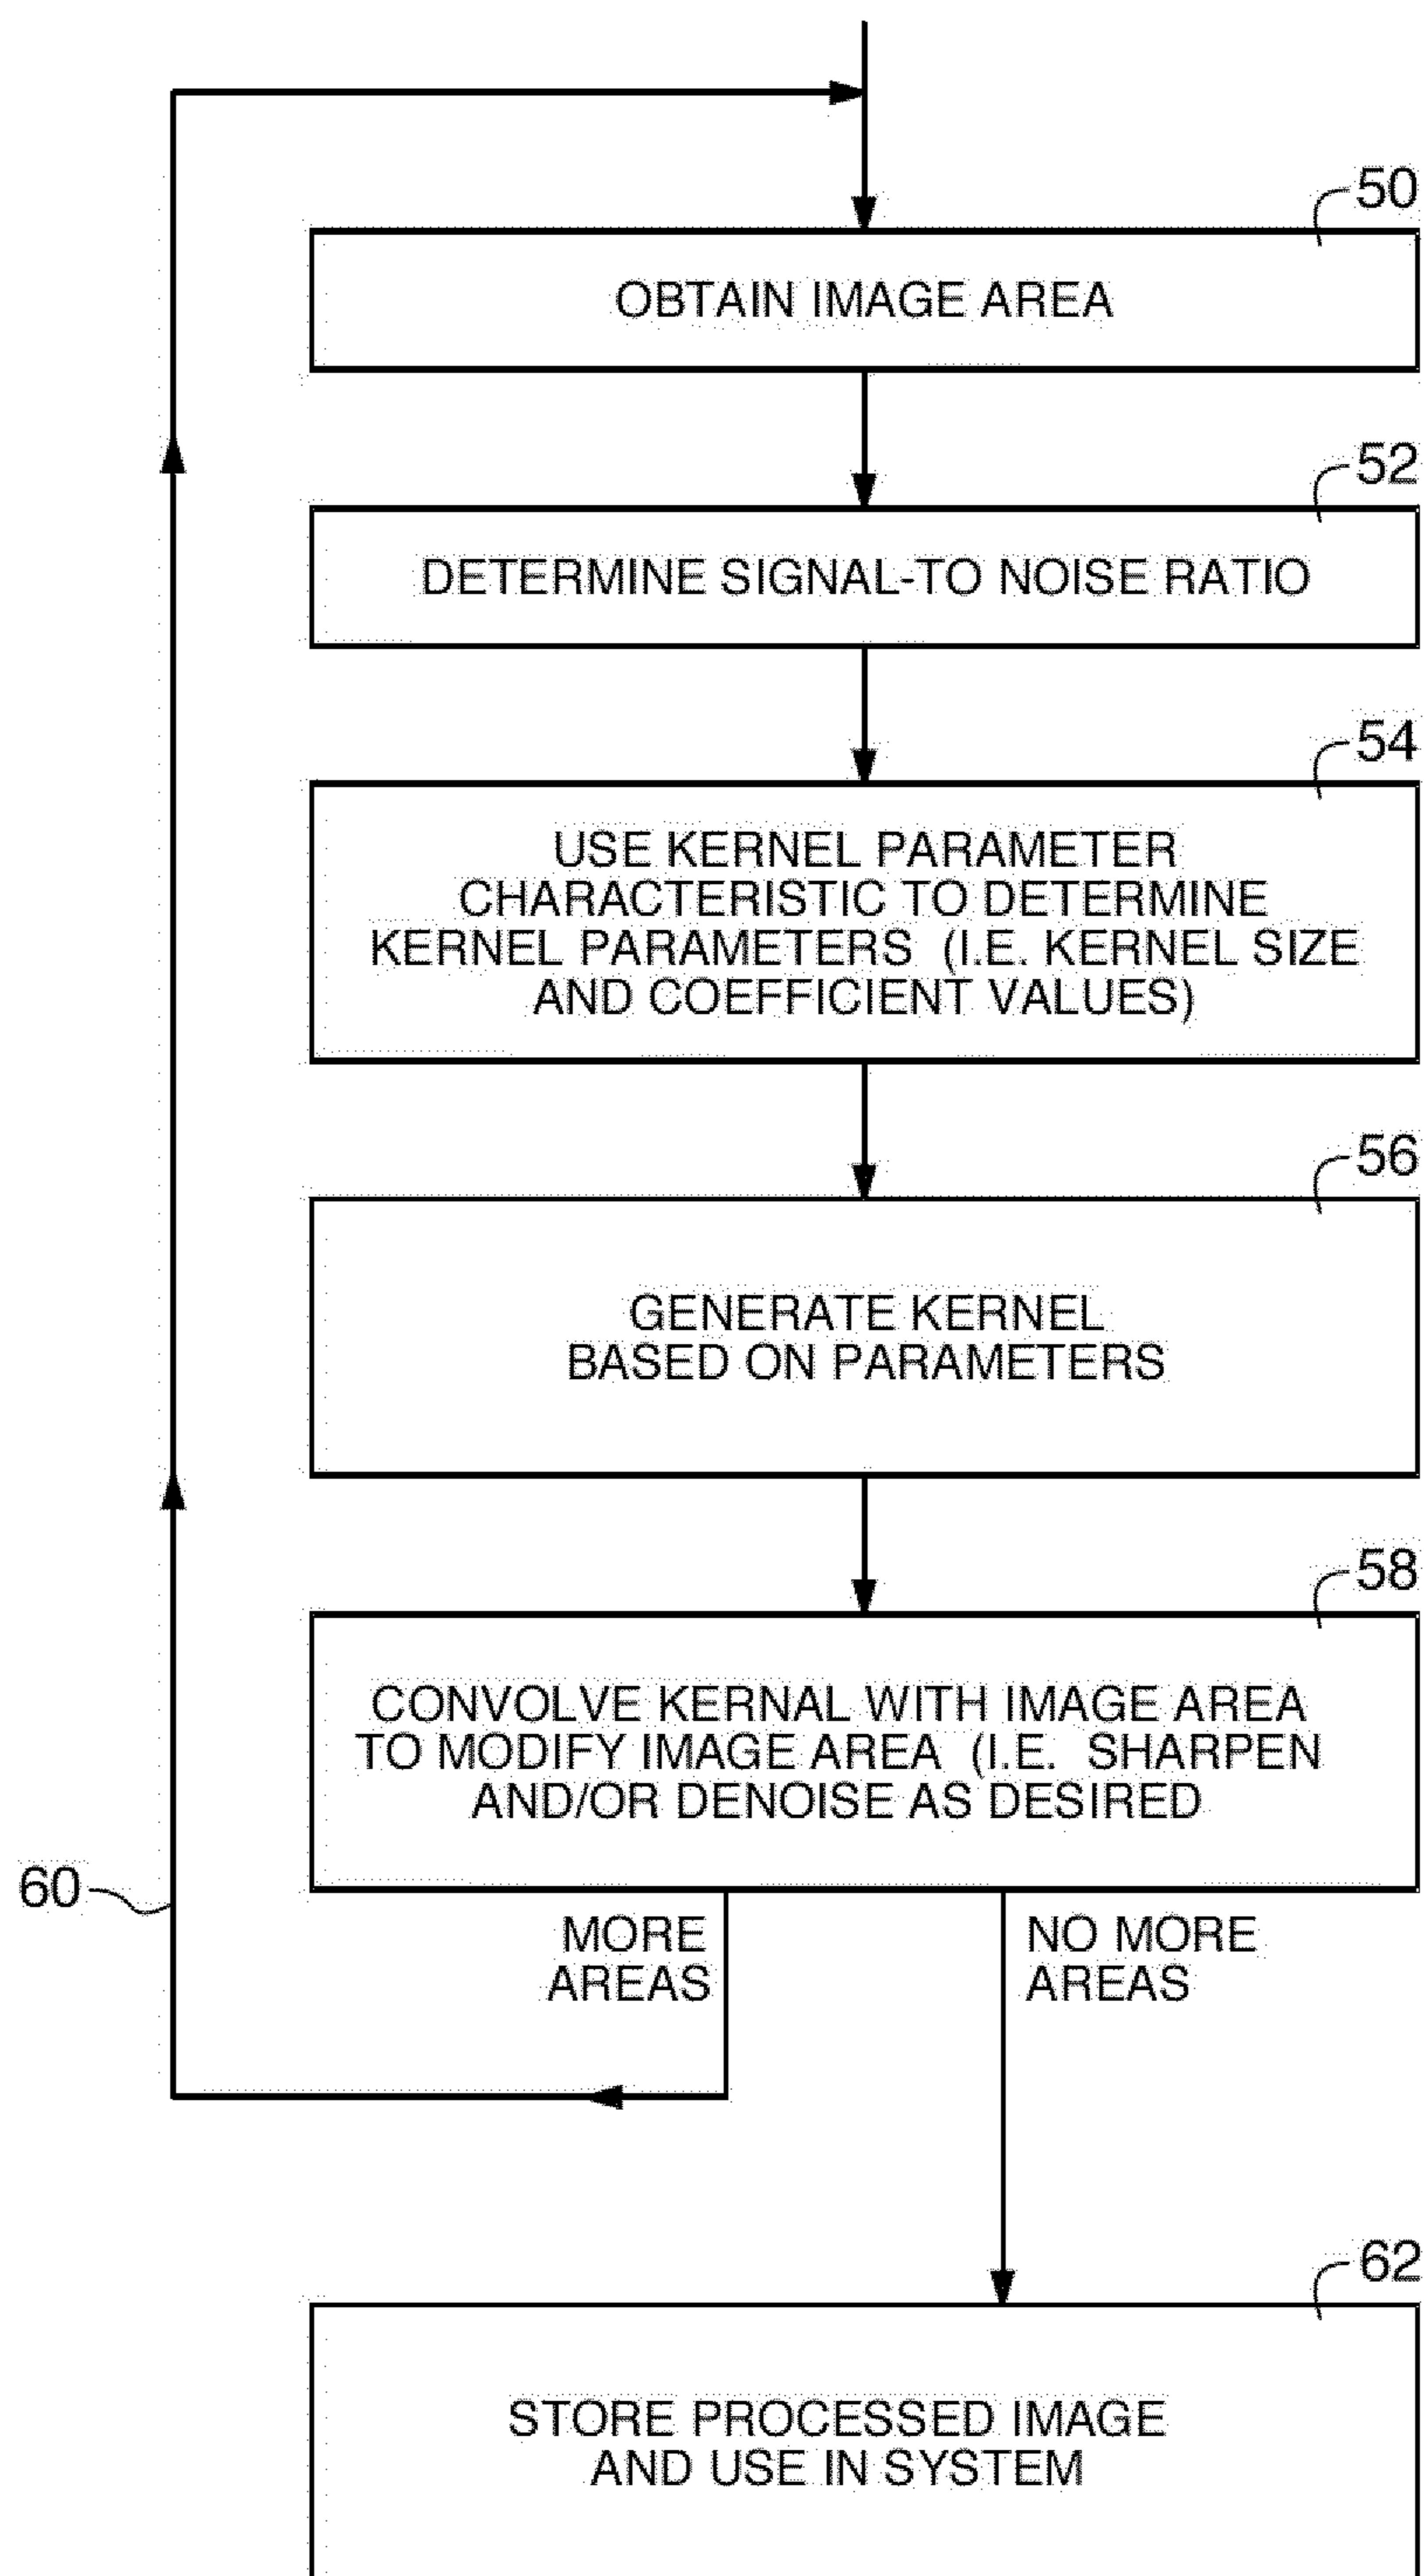 50
OBTAIN IMAGE AREA
52
DETERMINE SIGNAL-TO NOISE RATIO
54
USE KERNEL PARAMETER
CHARACTERISTIC TO DETERMINE
KERNEL PARAMETERS (I.E. KERNEL SIZE
AND COEFFICIENT VALUES)
56
GENERATE KERNEL
BASED ON PARAMETERS
58
CONVOLVE KERNAL WITH IMAGE AREA
TO MODIFY IMAGE AREA (I.E. SHARPEN
AND/OR DENOISE AS DESIRED
60
MORE
AREAS
NO MORE
AREAS
62
STORE PROCESSED IMAGE
AND USE IN SYSTEM